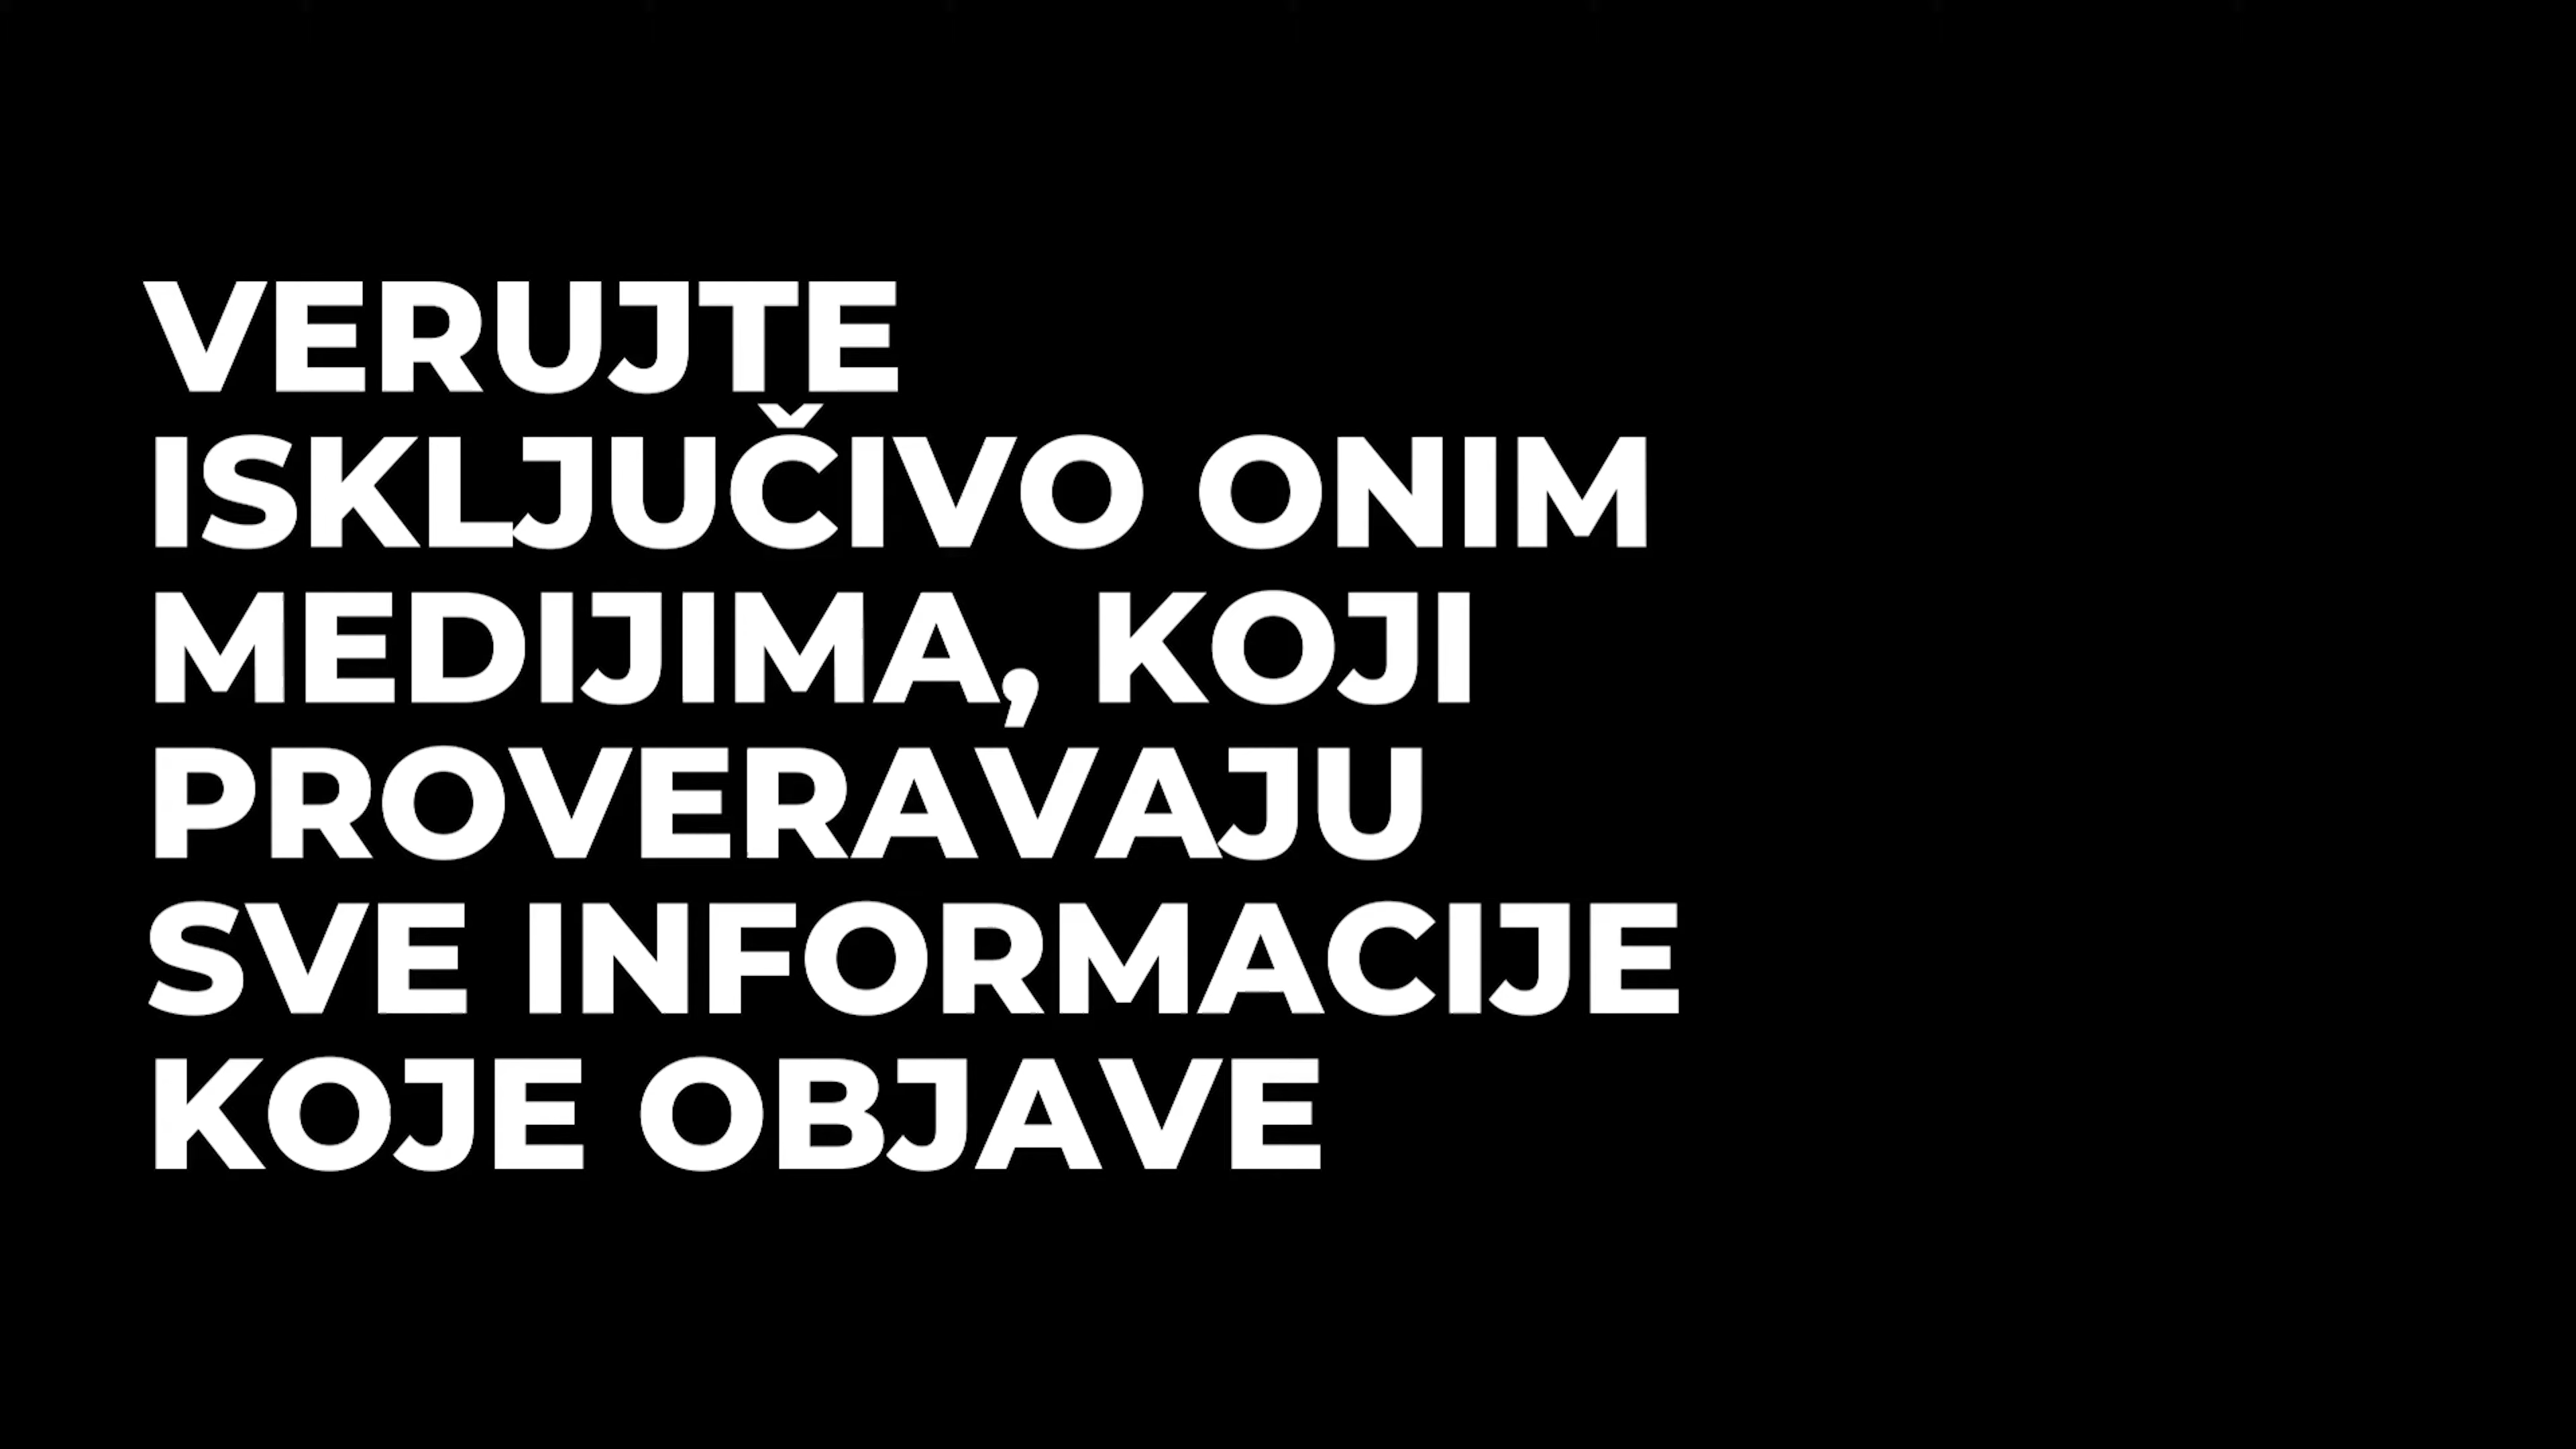 VERUJTE
ISKLJUČIVO ONIM
MEDIJIMA, KOJI
PROVERAVAJU
SVE INFORMACIJE
KOJE OBJAVE